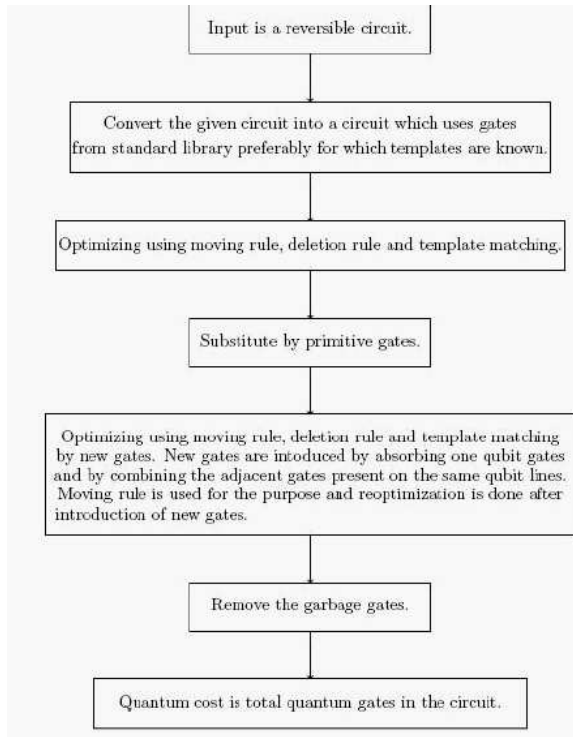 Input is a reversible circuit.
Convert the given circuit into a circuit which uses gates
from standard library preferably for which templates are known.
Optimizing using moving rule, deletion rule and template matching.
Substitute by primitive gates.
Optimizing using moving rule, deletion rule and template matching
by new gates. New gates are intoduced by absorbing one qubit gates
and by combining the adjacent gates present on the same qubit lines.
Moving rule is used for the purpose and reoptimization is done after
introduction of new gates.
Remove the garbage gates.
Quantum cost is total quantum gates in the circuit.